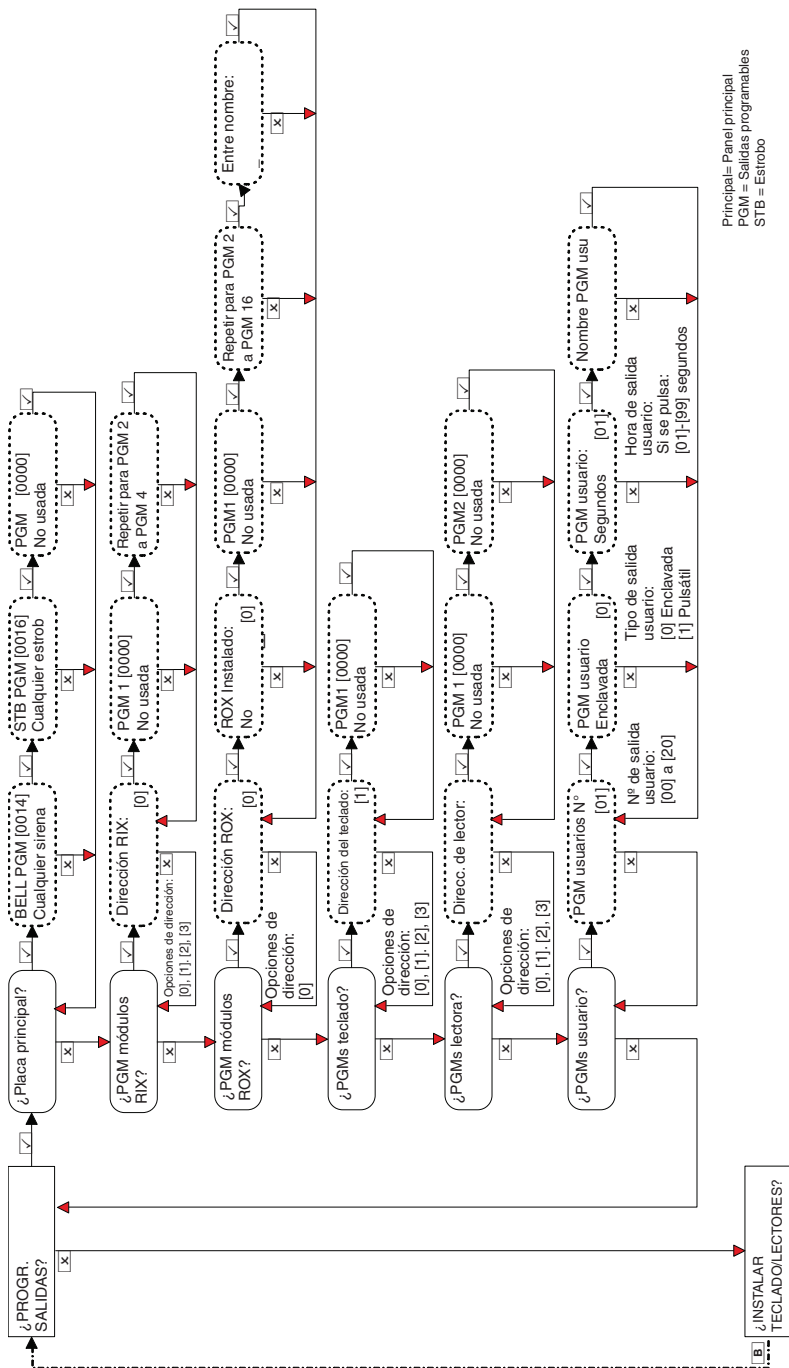 ¿PROGR.
SALIDAS?
¿Placa principal?
BELL PGM [0014]
Cualquier sirena
STB PGM [0016]
Cualquier estrob
PGM [0000]
No usada
¿PGM módulos
RIX?
Dirección RIX:
[0]
PGM 1 [0000]
No usada
Repetir para PGM 2
a PGM 4
Opciones de dirección:
[0], [1]. [2], [3]
¿PGM módulos
ROX?
Dirección ROX:
[0]
ROX Instalado:
No
[0]
PGM1 [0000]
No usada
Repetir para PGM 2
a PGM 16
Entre nombre:
Opciones de
dirección:
[0]
¿PGMs teclado?
Dirección del teclado:
[1]
PGM1 [0000]
No usada
Opciones de
dirección:
[0], [1]. [2], [3]
¿PGMs lectora?
Direcc. de lector:
PGM 1 [0000]
No usada
PGM2 [0000]
No usada
Opciones de
dirección:
[0], [1]. [2], [3]
¿PGMs usuario?
PGM usuarios N°
[01]
PGM usuario
Enclavada
[0]
PGM usuario:
Segundos
[01]
Nombre PGM usu
Nº de salida
usuario:
[00] a [20]
Tipo de salida
usuario:
[0] Enclavada
[1] Pulsátil
Hora de salida
usuario:
Si se pulsa:
[01]-[99] segundos
Principal= Panel principal
PGM = Salidas programables
STB = Estrobo
¿INSTALAR
TECLADO/LECTORES?
B